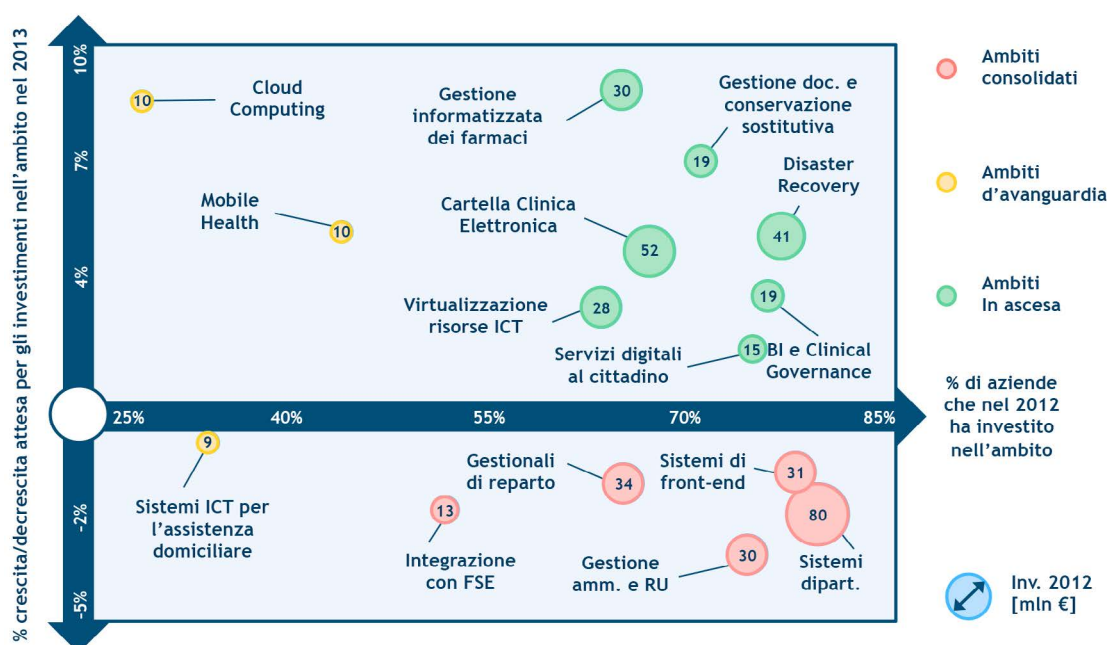 % crescita/decrescita attesa per gli investimenti nell'ambito nel 2013
10%
7%
4%
-2%
-5%
25%
40%
55%
70%
85%
% di aziende
che nel 2012
ha investito
nell'ambito
10
Cloud
Computing
Gestione
informatizzata
dei farmaci
30
Gestione doc. e
conservazione
sostitutiva
19
Mobile
Health
10
Cartella Clinica
Elettronica
52
Disaster
Recovery
41
Virtualizzazione
risorse ICT
28
19
BI e Clinical
Governance
Servizi digitali
al cittadino
15
9
Sistemi ICT per
l'assistenza
domiciliare
Gestionali
di reparto
34
Sistemi di
front-end
31
13
Integrazione
con FSE
80
Sistemi
dipart.
Gestione
amm. e RU
30
Ambiti
consolidati
Ambiti
d'avanguardia
Ambiti
In ascesa
Inv. 2012
[mln €]